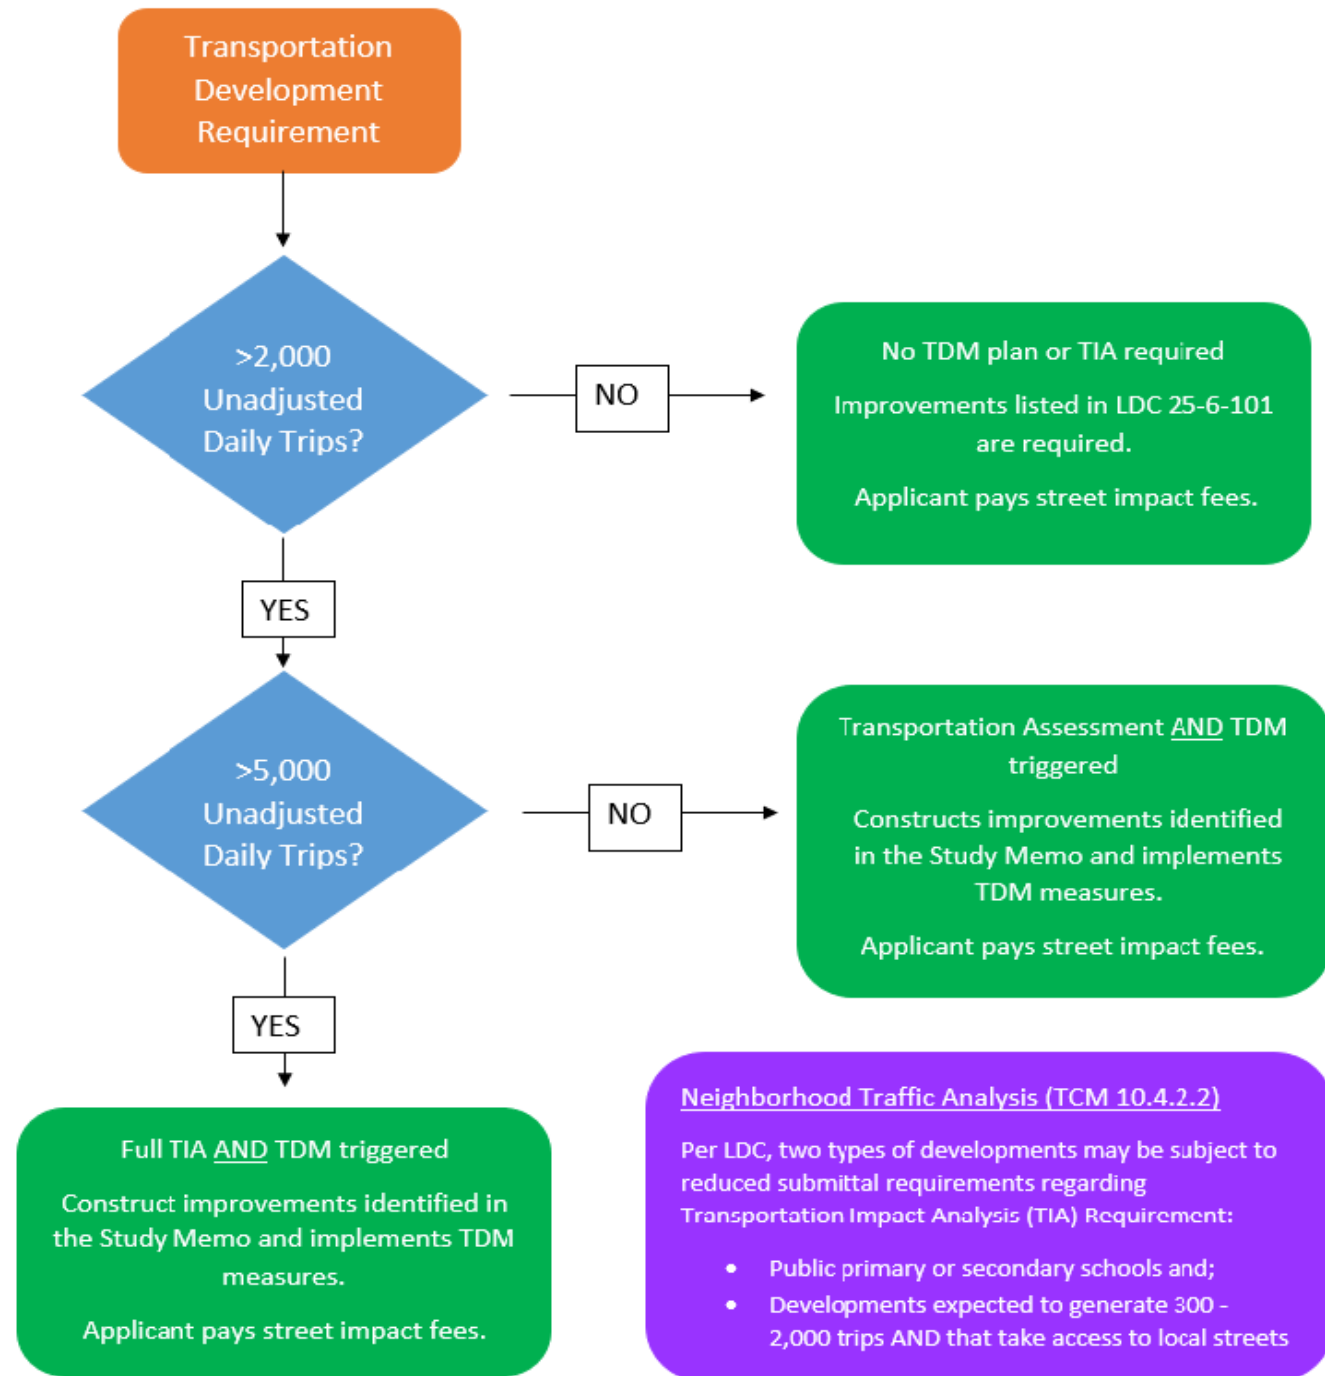 Transportation
Development
Requirement
>2,000
Unadjusted
Daily Trips?
NO
No TDM plan or TIA required
Improvements listed in LDC 25-6-101
are required.
Applicant pays street impact fees.
YES
>5,000
Unadjusted
Daily Trips?
NO
Transportation Assessment AND TDM
triggered
Constructs improvements identified
in the Study Memo and implements
TDM measures.
Applicant pays street impact fees.
YES
Full TIA AND TDM triggered
Construct improvements identified in
the Study Memo and implements TDM
measures.
Applicant pays street impact fees.
Neighborhood Traffic Analysis (TCM 10.4.2.2)
Per LDC, two types of developments may be subject to
reduced submittal requirements regarding
Transportation Impact Analysis (TIA) Requirement:
• Public primary or secondary schools and;
• Developments expected to generate 300 -
2,000 trips AND that take access to local streets